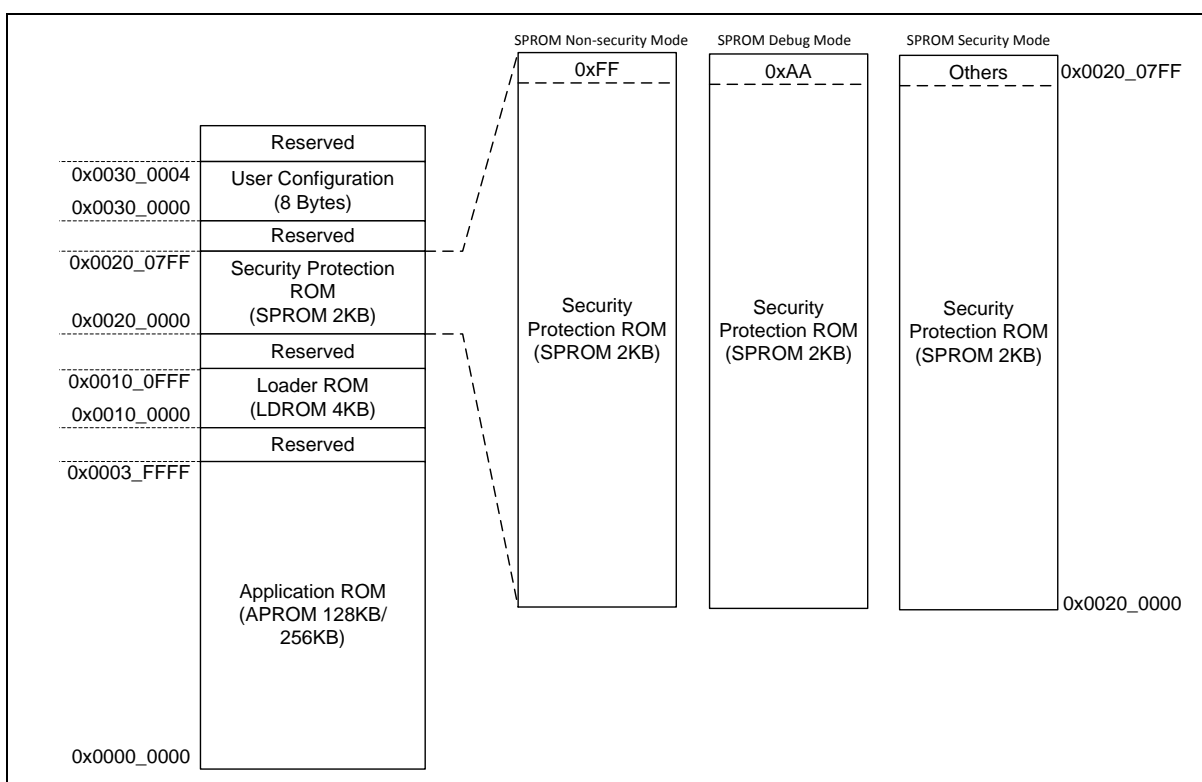 SPROM Non-security Mode
SPROM Debug Mode
SPROM Security Mode
0xFF
0xAA
Others
0x0020_07FF
Reserved
0x0030_0004
User Configuration
(8 Bytes)
0x0030_0000
Reserved
0x0020_07FF
Security Protection
ROM
(SPROM 2KB)
0x0020_0000
Reserved
0x0010_0FFF
Loader ROM
(LDROM 4KB)
0x0010_0000
Reserved
0x0003_FFFF
Application ROM
(APROM 128KB/
256KB)
0x0000_0000
Security
Protection ROM
(SPROM 2KB)
Security
Protection ROM
(SPROM 2KB)
Security
Protection ROM
(SPROM 2KB)
0x0020_0000